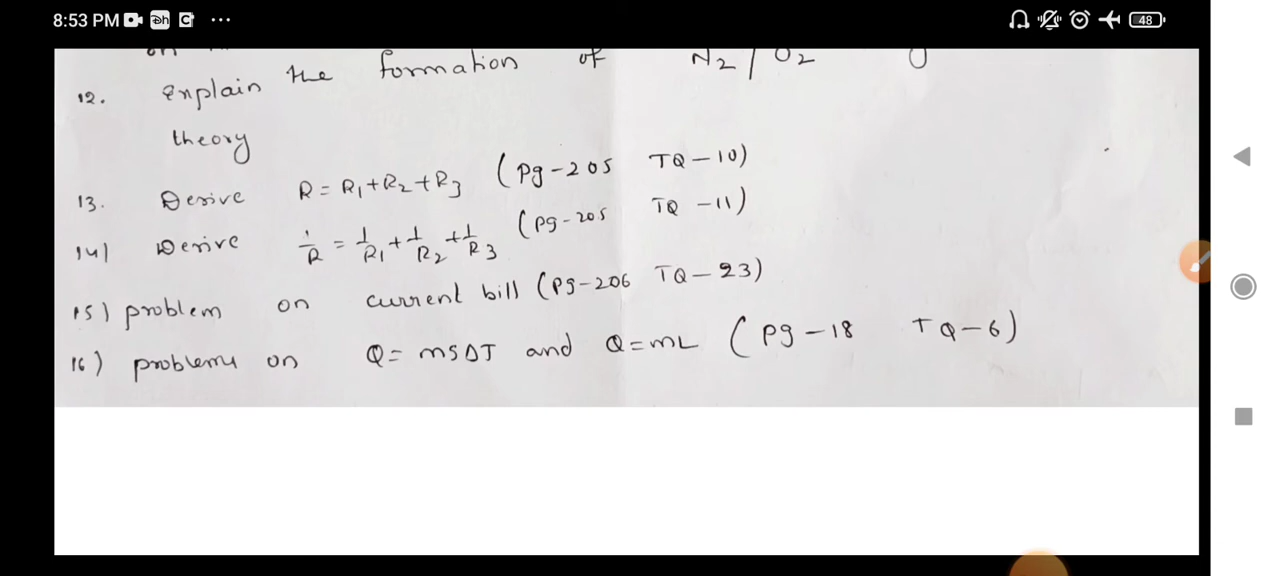 8:53 PM ...
48
12. Explain the formation of N2/O2
theory
13. Derive R = R1+R2+R3 (Pg-205 TQ-10)
14) Derive 1/R = 1/R1 + 1/R2 + 1/R3 (Pg-205 TQ-11)
15) problem on current bill (Pg-206 TQ-23)
16) problems on Q = msΔT and Q=mL (Pg-18 TQ-6)